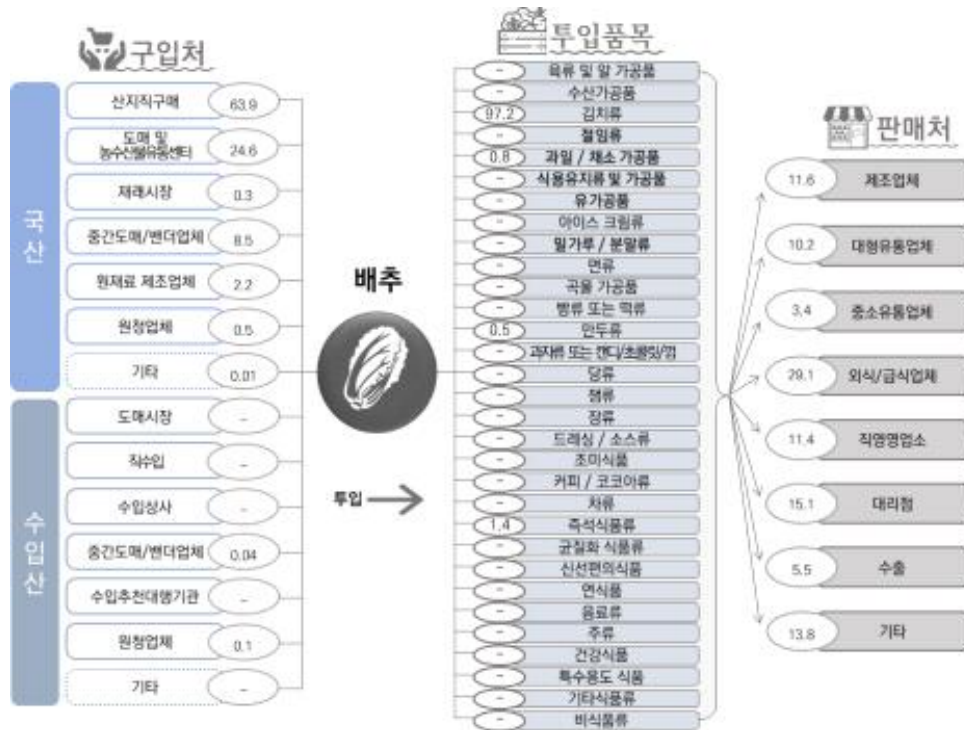 구입처
국산
산지직구매 63.9
도매 및
농수산물유통센터 24.6
재래시장 0.3
중간도매/밴더업체 8.5
원재료 제조업체 2.2
원청업체 0.5
기타 0.01
수입산
도매시장 -
직수입 -
수입상사 -
중간도매/밴더업체 0.04
수입추천대행기관 -
원청업체 0.1
기타 -
배추
투입
투입품목
- 육류 및 알 가공품
- 수산가공품
97.2 김치류
- 절임류
0.8 과일 / 채소 가공품
- 식용유지류 및 가공품
- 유가공품
- 아이스 크림류
- 밀가루 / 분말류
- 면류
- 곡물 가공품
- 빵류 또는 떡류
0.5 만두류
- 과자류 또는 캔디/초콜릿/껌
- 당류
- 잼류
- 장류
- 드레싱 / 소스류
- 조미식품
- 커피 / 코코아류
- 차류
1.4 즉석식품류
- 균질화 식품류
- 신선편의식품
- 연식품
- 음료류
- 주류
- 건강식품
- 특수용도 식품
- 기타식품류
- 비식품류
판매처
11.6 제조업체
10.2 대형유통업체
3.4 중소유통업체
29.1 외식/급식업체
11.4 직영영업소
15.1 대리점
5.5 수출
13.8 기타